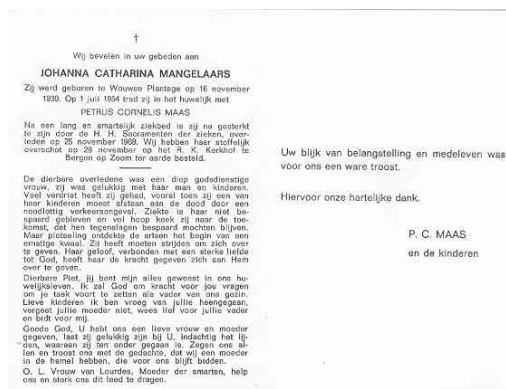 †
Wij bevelen in uw gebeden aan
JOHANNA CATHARINA MANGELAARS
Zij werd geboren te Wouwse Plantage op 16 november
1930. Op 1 juli 1954 trad zij in het huwelijk met
PETRUS CORNELIS MAAS
Na een lang en smartelijk ziekbed is zij na gesterkt
te zijn door de H. H. Sacramenten der zieken, over-
leden op 25 november 1968. Wij hebben haar stoffelijk
overschot op 28 november op het R. K. Kerkhof te
Bergen op Zoom ter aarde besteld.
De dierbare overledene was een diep godsdienstige
vrouw, zij was gelukkig met haar man en kinderen.
Veel verdriet heeft zij gehad, vooral toen zij een van
haar kinderen moest afstaan aan de dood door een
noodlottig verkeersongeval. Ziekte is haar niet be-
spaard gebleven en vol hoop keek zij naar de toe-
komst, dat hen tegenslagen bespaard mochten blijven.
Maar plotseling ontdekte de artsen het begin van een
ernstige kwaal. Zij heeft moeten strijden om zich over
te geven. Haar geloof, verbonden met een sterke liefde
tot God, heeft haar de kracht gegeven zich aan Hem
over te geven.
Dierbare Piet, jij bent mijn alles geweest in ons hu-
welijksleven. Ik zal God om kracht voor jou vragen
om je taak voort te zetten als vader van ons gezin.
Lieve kinderen ik ben vroeg van jullie heengegaan,
vergeet jullie moeder niet, wees lief voor jullie vader
en bidt voor mij.
Goede God, U hebt ons een lieve vrouw en moeder
gegeven, laat zij gelukkig zijn bij U, indachtig het lij-
den, waaraan zij ten onder gegaan is. Zegen ons al-
len en troost ons met de gedachte, dat wij een moeder
in de hemel hebben, die voor ons blijft bidden.
O. L. Vrouw van Lourdes, Moeder der smarten, help
ons en sterk ons dit leed te dragen.
Uw blijk van belangstelling en medeleven was
voor ons een ware troost.
Hiervoor onze hartelijke dank.
P. C. MAAS
en de kinderen